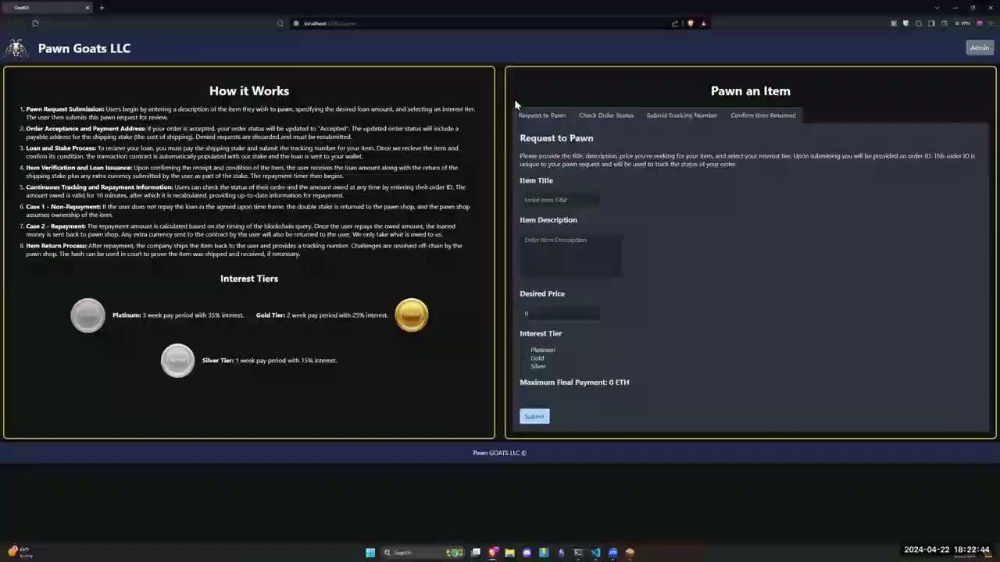 GoatUI
localhost:4200/home
VPN
Pawn Goats LLC
Admin
How it Works
1. Pawn Request Submission: Users begin by entering a description of the item they wish to pawn, specifying the desired loan amount, and selecting an interest tier.
The user then submits this pawn request for review.
2. Order Acceptance and Payment Address: If your order is accepted, your order status will be updated to "Accepted". The updated order status will include a
payable address for the shipping stake (the cost of shipping). Denied requests are discarded and must be resubmitted.
3. Loan and Stake Process: To recieve your loan, you must pay the shipping stake and submit the tracking number for your item. Once we recieve the item and
confirm its condition, the transaction contract is automatically populated with our stake and the loan is sent to your wallet.
4. Item Verification and Loan Issuance: Upon confirming the receipt and condition of the item, the user receives the loan amount along with the return of the
shipping stake plus any extra currency submitted by the user as part of the stake. The repayment timer then begins.
5. Continuous Tracking and Repayment Information: Users can check the status of their order and the amount owed at any time by entering their order ID. The
amount owed is valid for 10 minutes, after which it is recalculated, providing up-to-date information for repayment.
6. Case 1 - Non-Repayment: If the user does not repay the loan in the agreed upon time frame, the double stake is returned to the pawn shop, and the pawn shop
assumes ownership of the item.
7. Case 2 - Repayment: The repayment amount is calculated based on the timing of the blockchain query. Once the user repays the owed amount, the loaned
money is sent back to pawn shop. Any extra currency sent to the contract by the user will also be returned to the user. We only take what is owed to us.
8. Item Return Process: After repayment, the company ships the item back to the user and provides a tracking number. Challenges are resolved off-chain by the
pawn shop. The hash can be used in court to prove the item was shipped and received, if necessary.
Interest Tiers
Platinum: 3 week pay period with 35% interest.
Gold Tier: 2 week pay period with 25% interest.
Silver Tier: 1 week pay period with 15% interest.
Pawn an Item
Request to Pawn
Check Order Status
Submit Tracking Number
Confirm Item Returned
Request to Pawn
Please provide the title, description, price you're seeking for your item, and select your interest tier. Upon submitting you will be provided an order ID. This order ID is
unique to your pawn request and will be used to track the status of your order.
Item Title
Enter Item Title
Item Description
Enter Item Description
Desired Price
0
Interest Tier
Platinum
Gold
Silver
Maximum Final Payment: 0 ETH
Submit
Pawn GOATS LLC ©
Sunny
Search
2024-04-22 18:22:44